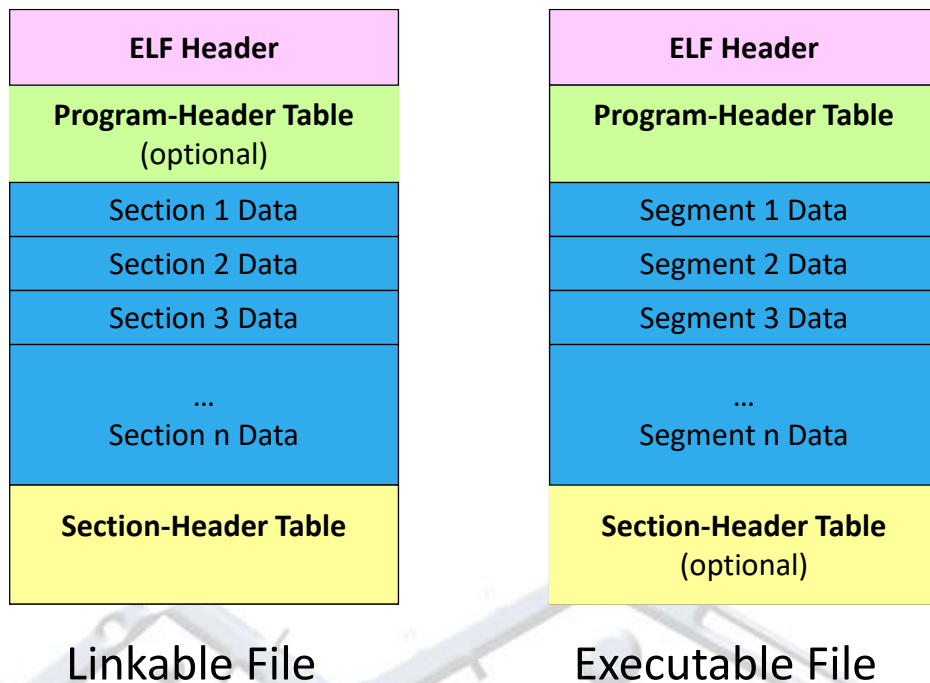 ELF Header
Program-Header Table
(optional)
Section 1 Data
Section 2 Data
Section 3 Data
...
Section n Data
Section-Header Table
Linkable File
ELF Header
Program-Header Table
Segment 1 Data
Segment 2 Data
Segment 3 Data
...
Segment n Data
Section-Header Table
(optional)
Executable File